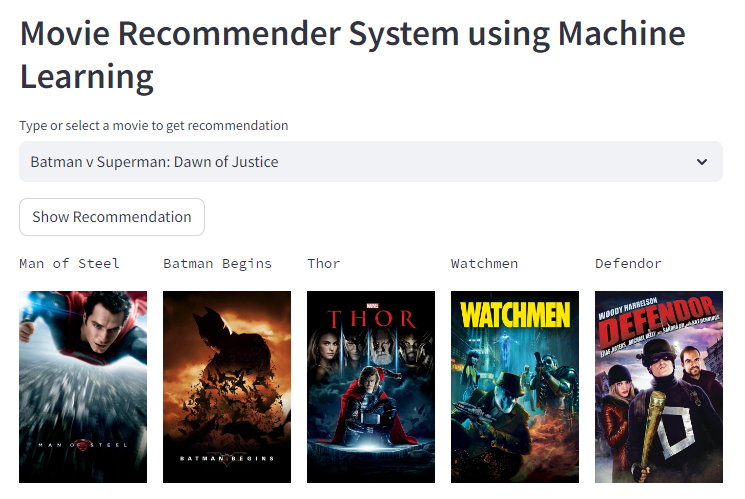 Movie Recommender System using Machine
Learning
Type or select a movie to get recommendation
Batman v Superman: Dawn of Justice
Show Recommendation
Man of Steel
Batman Begins
Thor
Watchmen
Defendor
MAN OF STEEL
BATMAN BEGINS
MARVEL
THOR
WATCHMEN
WOODY HARRELSON
DEFENDOR